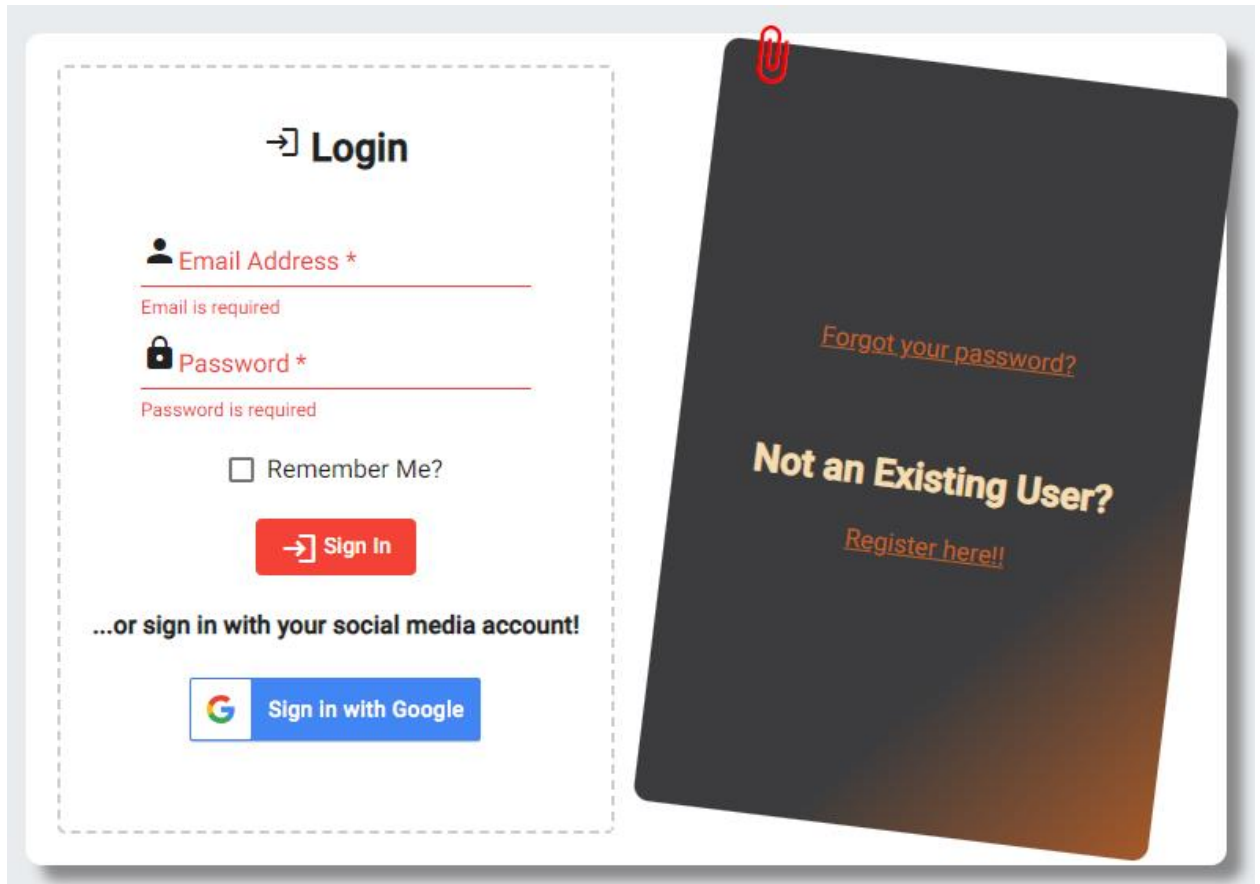 Login
Email Address *
Email is required
Password *
Password is required
Remember Me?
Sign In
...or sign in with your social media account!
Sign in with Google
Forgot your password?
Not an Existing User?
Register here!!